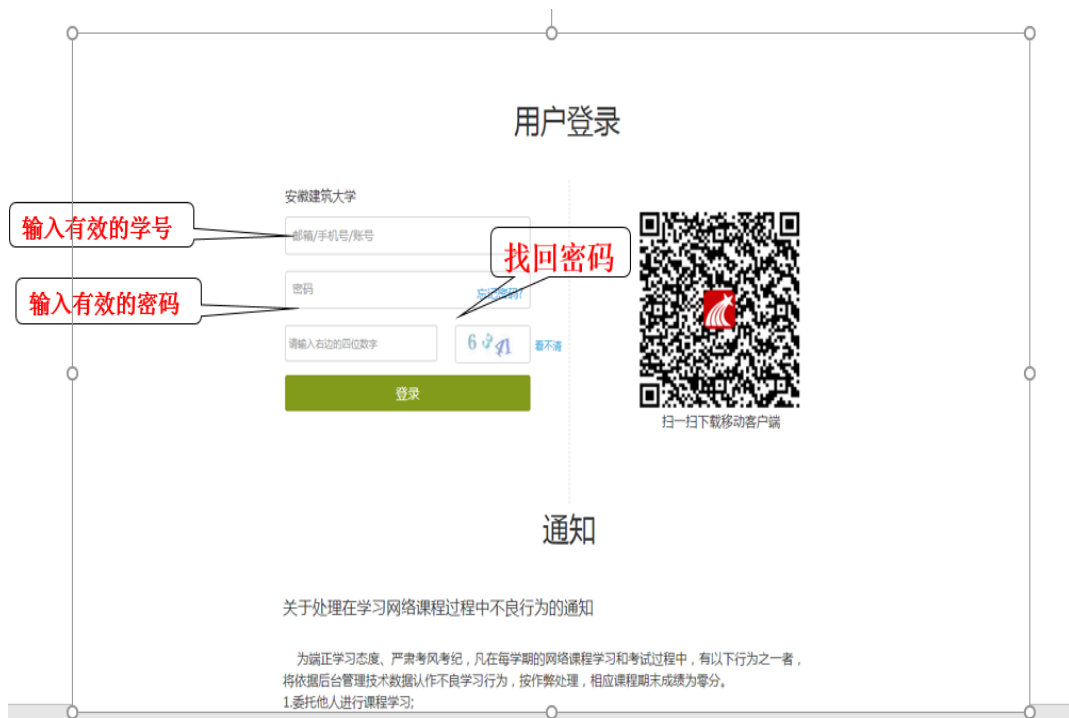 用户登录
安徽建筑大学
输入有效的学号
邮箱/手机号/账号
找回密码
输入有效的密码
密码
忘记密码?
请输入右边的四位数字
看不清
登录
扫一扫下载移动客户端
通知
关于处理在学习网络课程过程中不良行为的通知
为端正学习态度、严肃考风考纪，凡在每学期的网络课程学习和考试过程中，有以下行为之一者，
将依据后台管理技术数据认作不良学习行为，按作弊处理，相应课程期末成绩为零分。
1.委托他人进行课程学习;